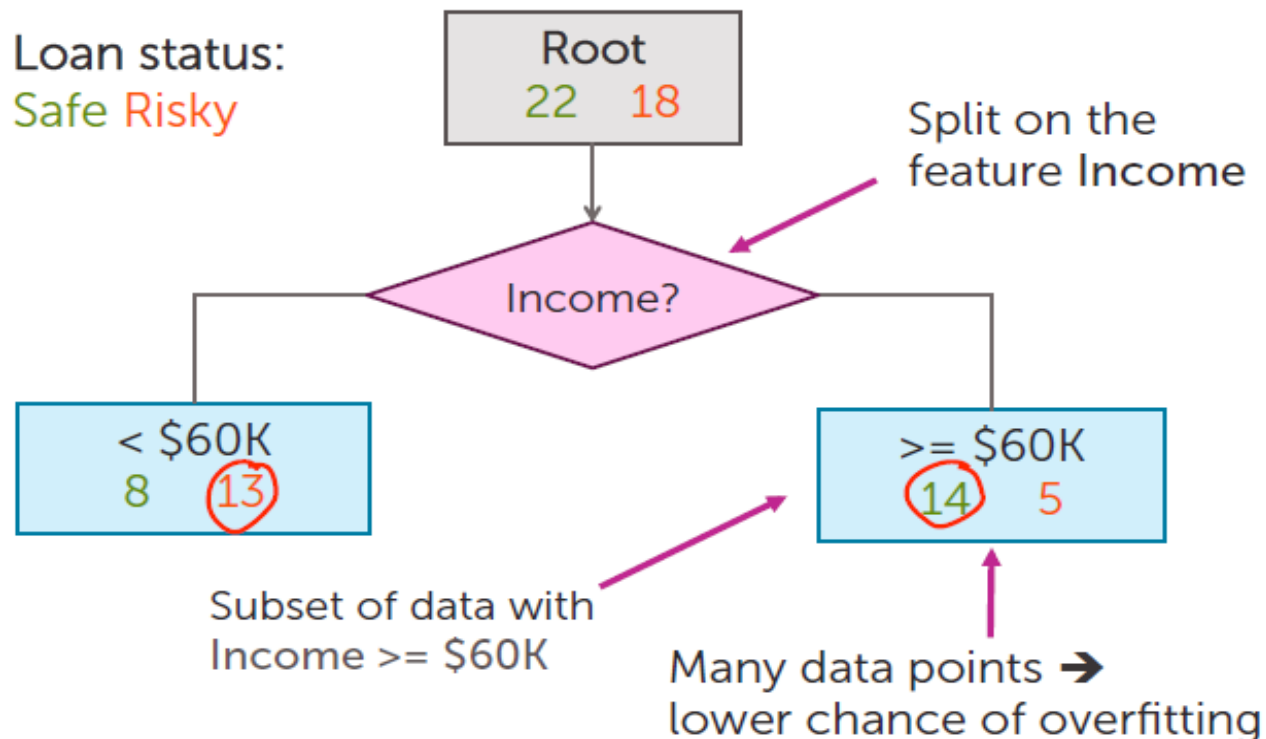 Loan status:
Safe Risky
Root
22 18
Split on the
feature Income
Income?
< $60K
8 13
>= $60K
14 5
Subset of data with
Income >= $60K
Many data points ➔
lower chance of overfitting